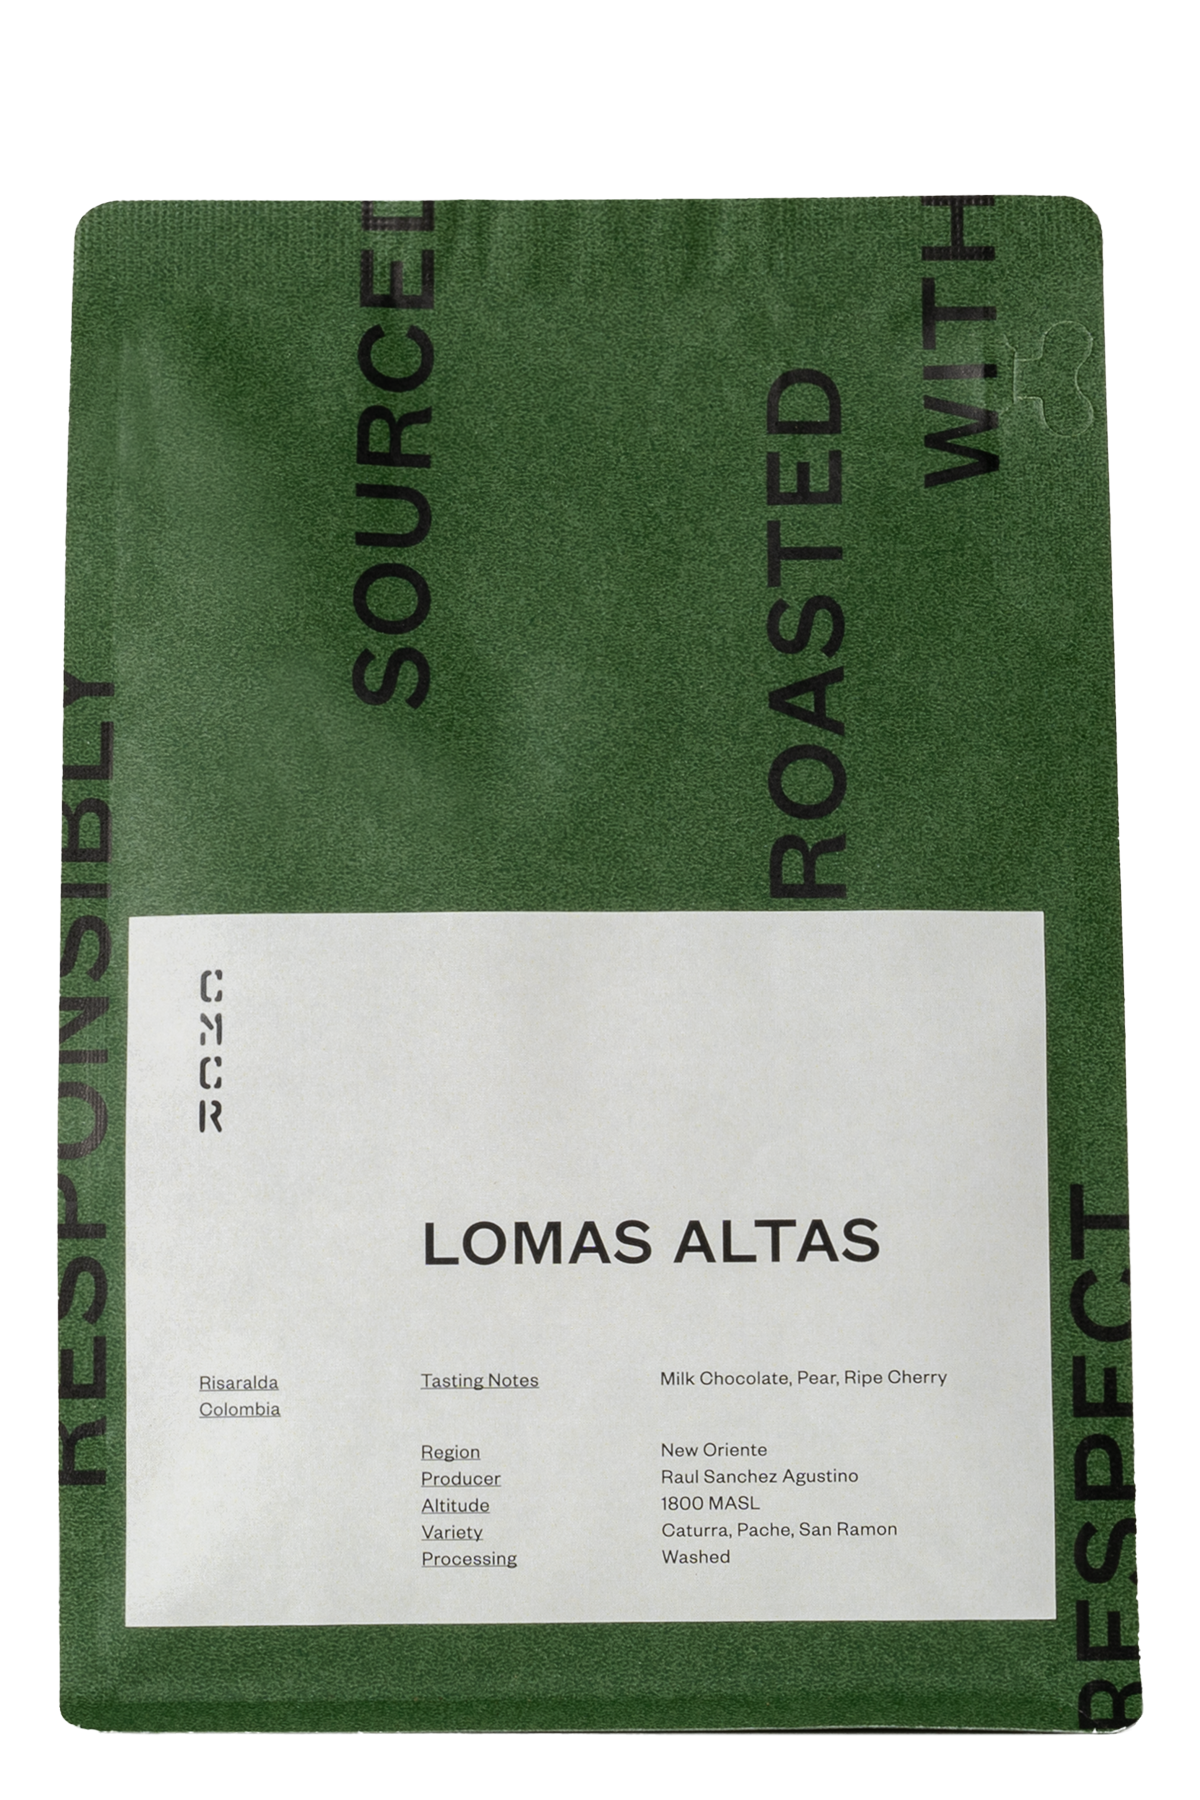 RESPONSIBLY
SOURCED
ROASTED
WITH
RESPECT
C
M
C
R
LOMAS ALTAS
Risaralda
Colombia
Tasting Notes Milk Chocolate, Pear, Ripe Cherry
Region New Oriente
Producer Raul Sanchez Agustino
Altitude 1800 MASL
Variety Caturra, Pache, San Ramon
Processing Washed